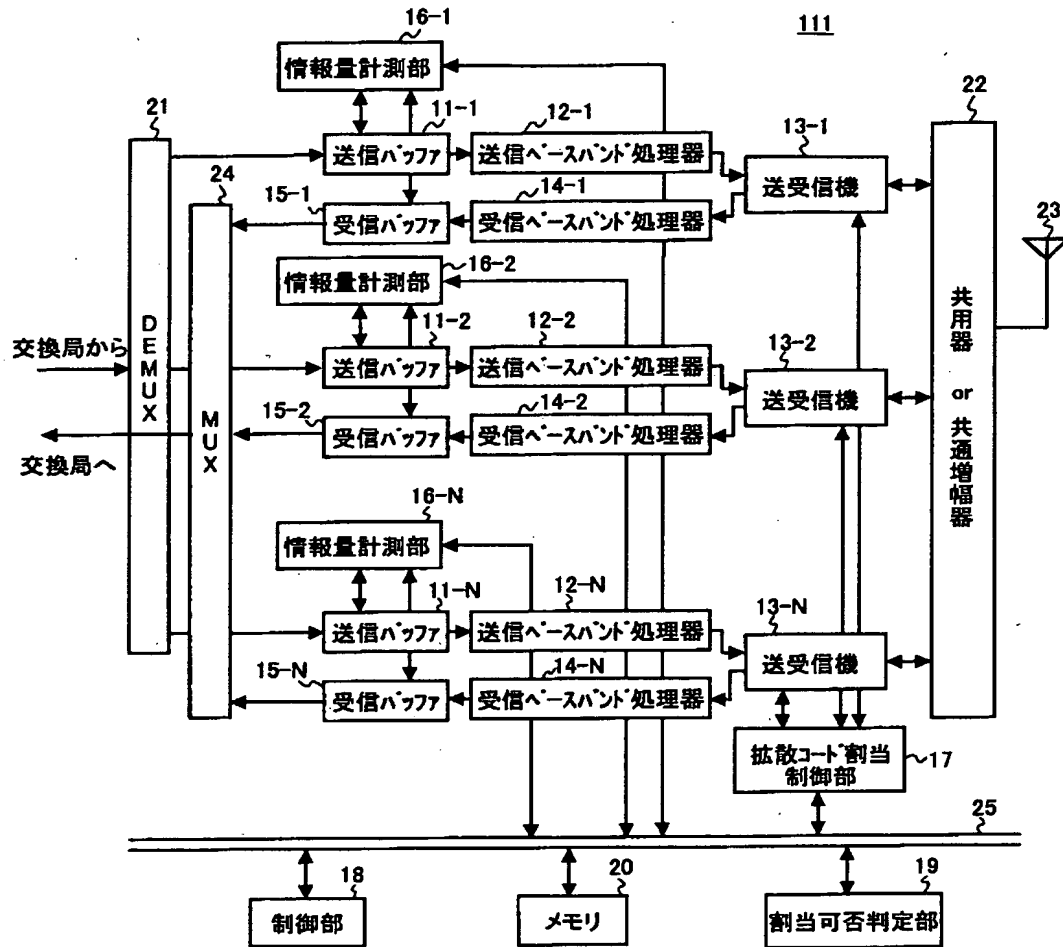 111
16-1
情報量計測部
21
11-1
12-1
13-1
22
送信バッファ
送信ベースバンド処理器
送受信機
24
15-1
14-1
受信バッファ
受信ベースバンド処理器
23
16-2
情報量計測部
11-2
12-2
13-2
交換局から
DEMUX
送信バッファ
送信ベースバンド処理器
送受信機
共用器 or 共通増幅器
15-2
14-2
MUX
受信バッファ
受信ベースバンド処理器
交換局へ
16-N
情報量計測部
11-N
12-N
13-N
送信バッファ
送信ベースバンド処理器
送受信機
15-N
14-N
受信バッファ
受信ベースバンド処理器
拡散コード割当
制御部
17
25
18
20
19
制御部
メモリ
割当可否判定部